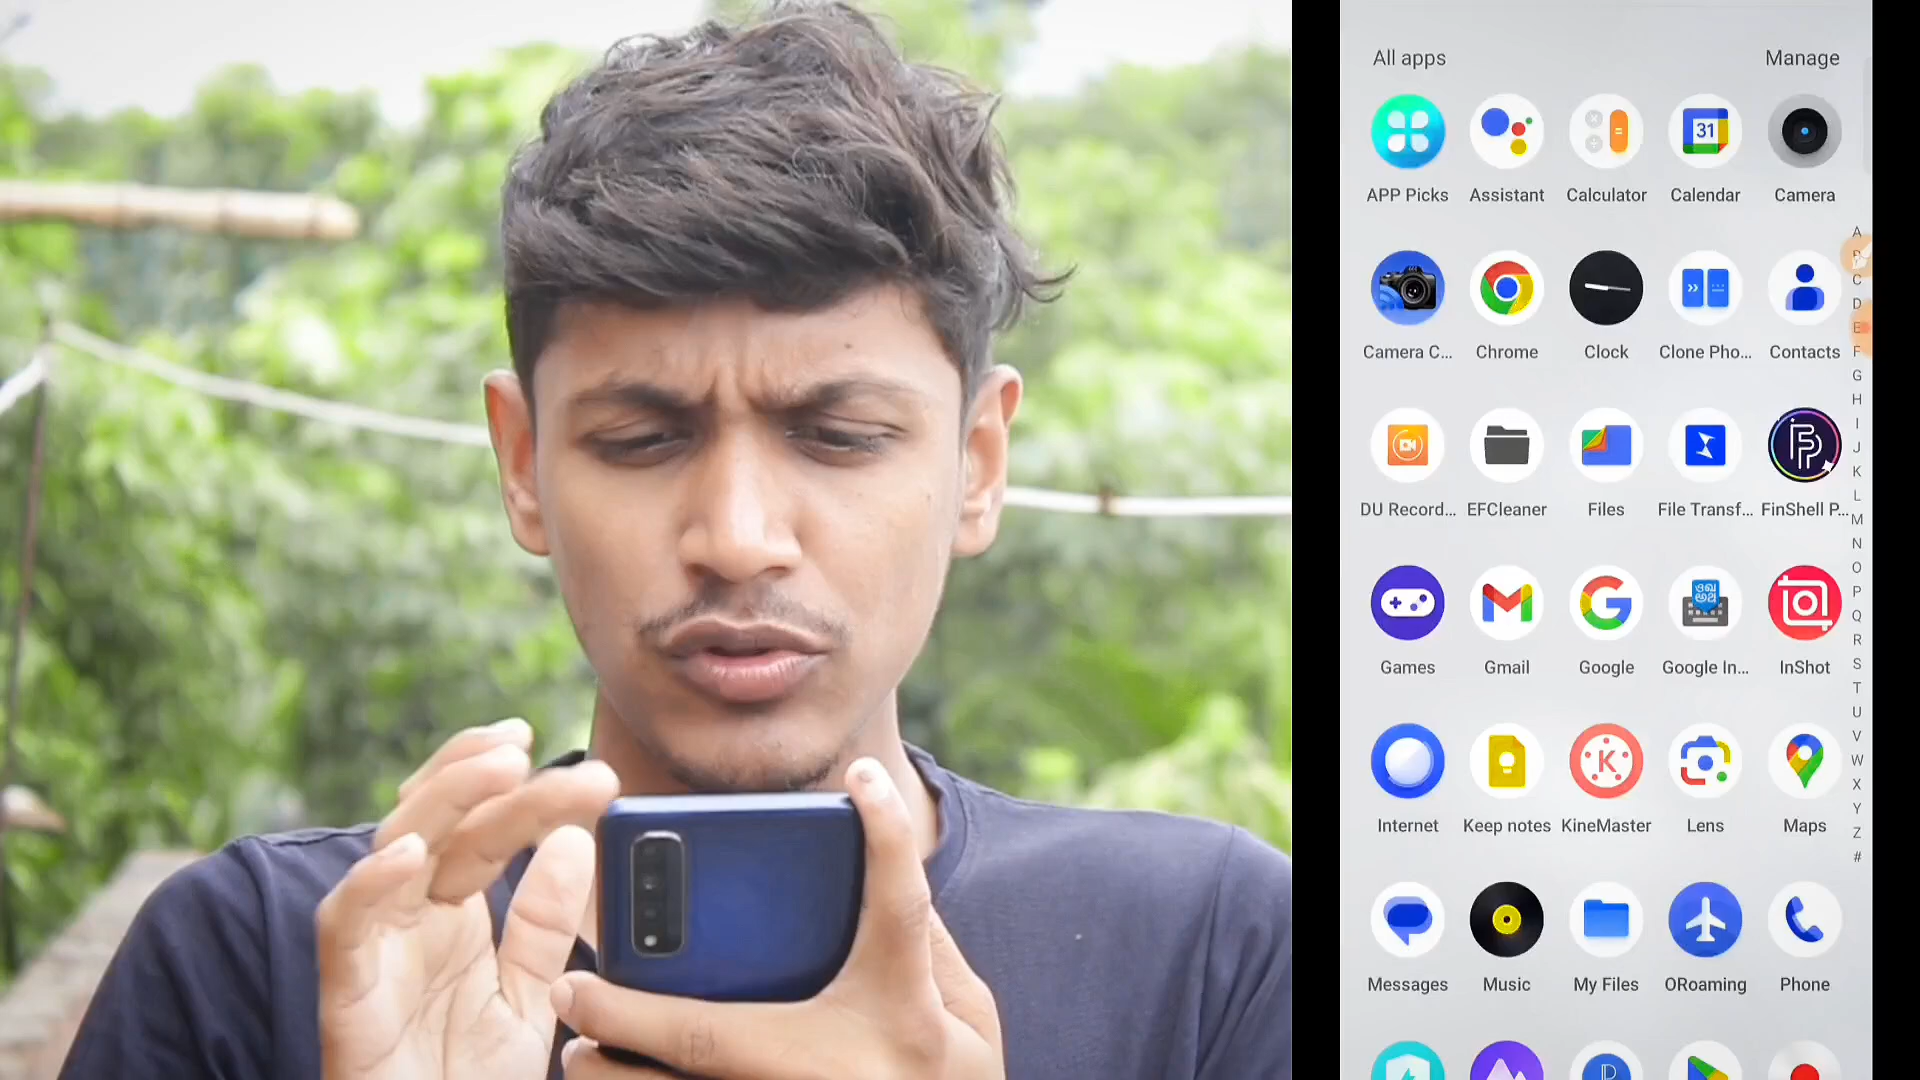 All apps Manage
31
APP Picks Assistant Calculator Calendar Camera
Camera C... Chrome Clock Clone Pho... Contacts
DU Record... EFCleaner Files File Transf... FinShell P...
Games Gmail Google Google In... InShot
K
Internet Keep notes KineMaster Lens Maps
Messages Music My Files ORoaming Phone
A
C
D
E
F
G
H
I
J
K
L
M
N
O
P
Q
R
S
T
U
V
W
X
Y
Z
#